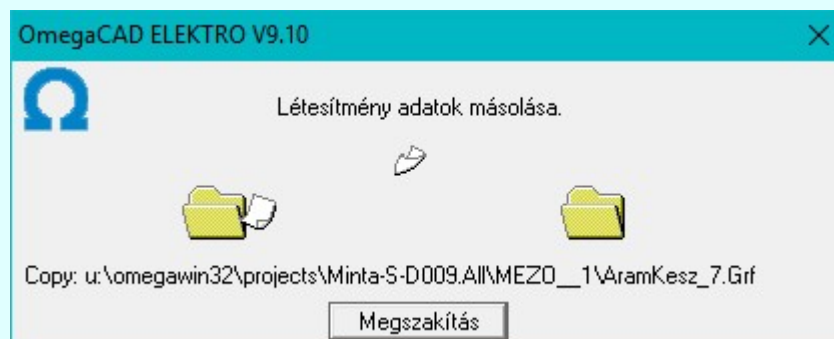 OmegaCAD ELEKTRO V9.10
Létesítmény adatok másolása.
Copy: u:\omegawin32\projects\Minta-S-D009.All\MEZO__1\AramKesz_7.Grf
Megszakítás